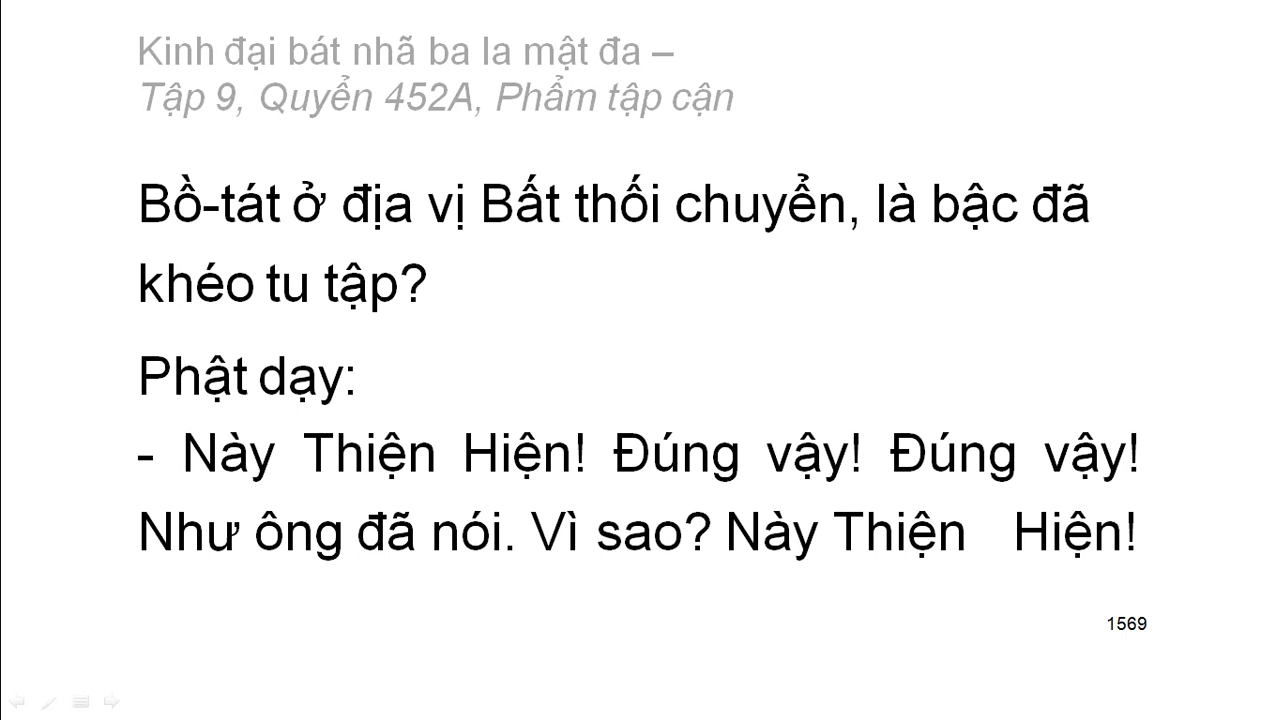 Kinh đại bát nhã ba la mật đa –
Tập 9, Quyển 452A, Phẩm tập cận
Bồ-tát ở địa vị Bất thối chuyển, là bậc đã
khéo tu tập?
Phật dạy:
- Này Thiện Hiện! Đúng vậy! Đúng vậy!
Như ông đã nói. Vì sao? Này Thiện Hiện!
1569